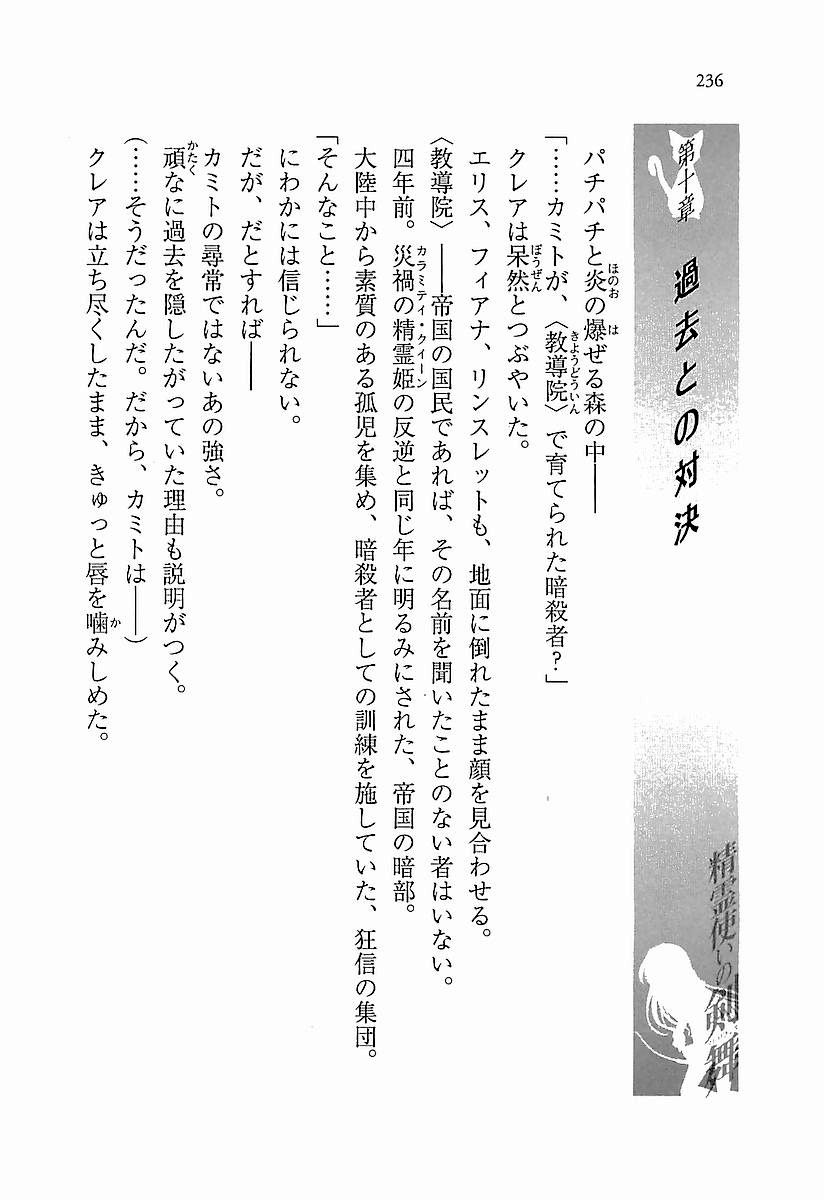 236
第十章 過去との対決
精霊使いの剣舞
パチパチと炎の爆ぜる森の中――
「……カミトが、〈教導院〉で育てられた暗殺者?」
クレアは呆然とつぶやいた。
エリス、フィアナ、リンスレットも、地面に倒れたまま顔を見合わせる。
〈教導院〉――帝国の国民であれば、その名前を聞いたことのない者はいない。
四年前。災禍の精霊姫の反逆と同じ年に明るみにされた、帝国の暗部。
大陸中から素質のある孤児を集め、暗殺者としての訓練を施していた、狂信の集団。
「そんなこと……」
にわかには信じられない。
だが、だとすれば――
カミトの尋常ではないあの強さ。
頑なに過去を隠したがっていた理由も説明がつく。
(……そうだったんだ。だから、カミトは――)
クレアは立ち尽くしたまま、きゅっと唇を噛みしめた。